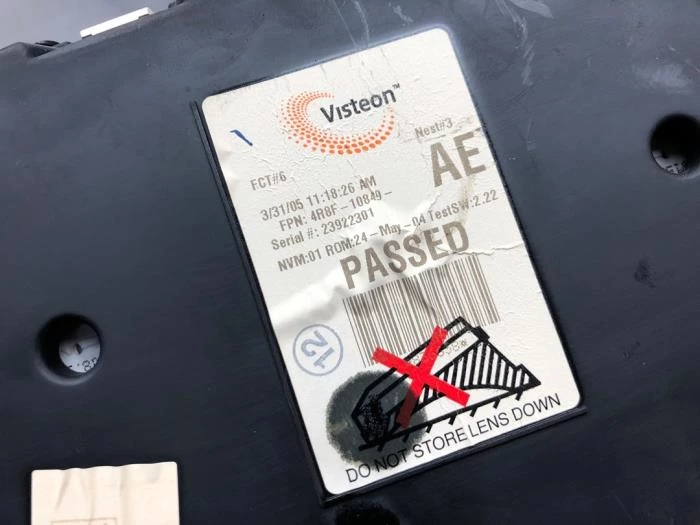 Visteon™
Nest#3
FCT#6
AE
3/31/05 11:18:26 AM
FPN: 4R8F-10849-
Serial #: 23922301
NVM:01 ROM:24-May-04 TestSW:2.22
PASSED
12
DO NOT STORE LENS DOWN